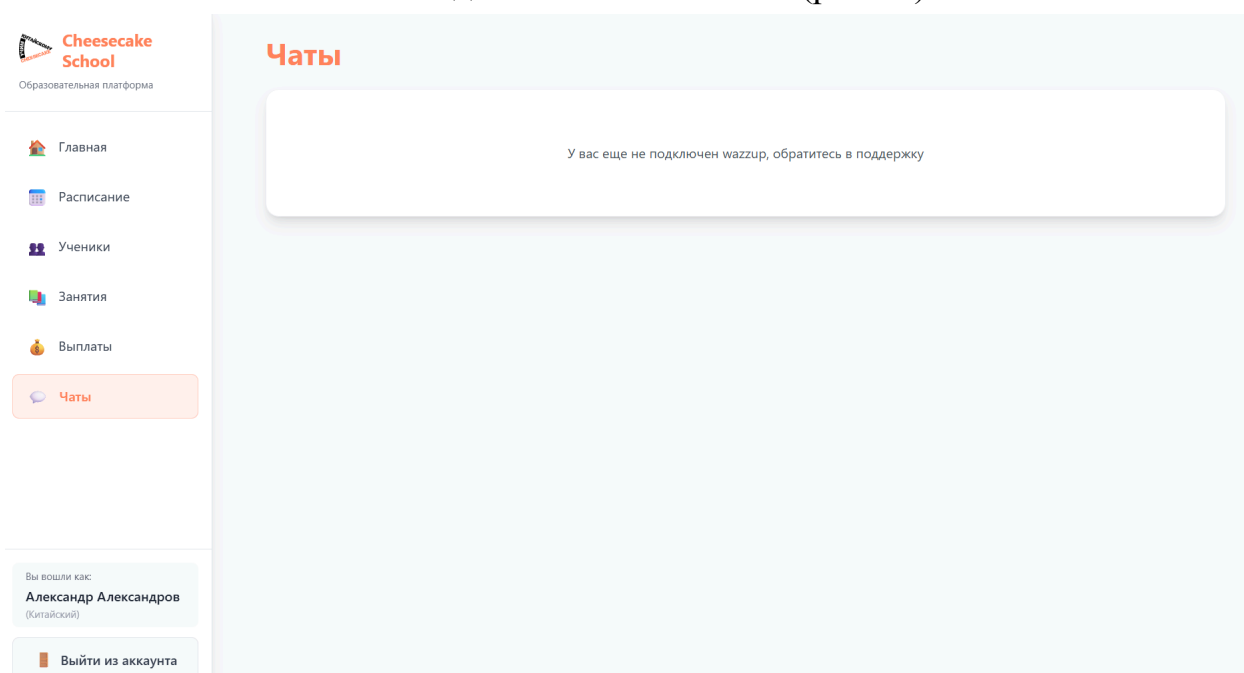 Cheesecake
School
Образовательная платформа
Главная
Расписание
Ученики
Занятия
Выплаты
Чаты
Вы вошли как:
Александр Александров
(Китайский)
Выйти из аккаунта
Чаты
У вас еще не подключен wazzup, обратитесь в поддержку